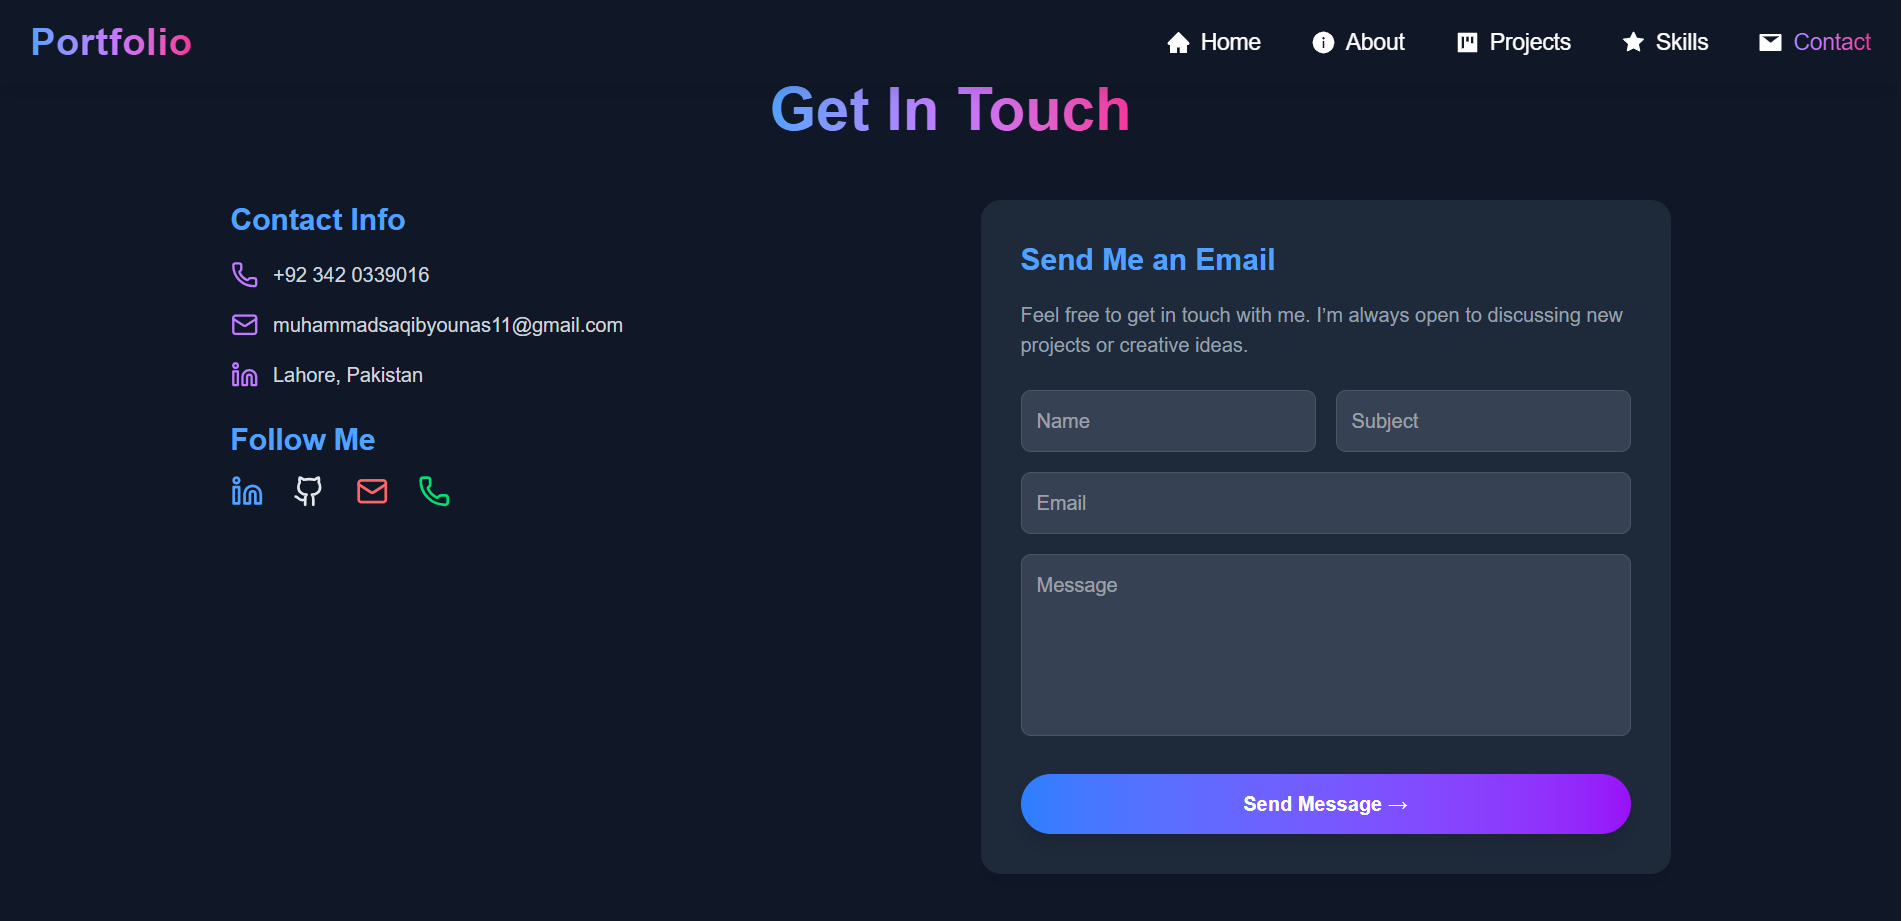 Portfolio
Home
About
Projects
Skills
Contact
Get In Touch
Contact Info
+92 342 0339016
muhammadsaqibyounas11@gmail.com
Lahore, Pakistan
Follow Me
Send Me an Email
Feel free to get in touch with me. I’m always open to discussing new
projects or creative ideas.
Name
Subject
Email
Message
Send Message →